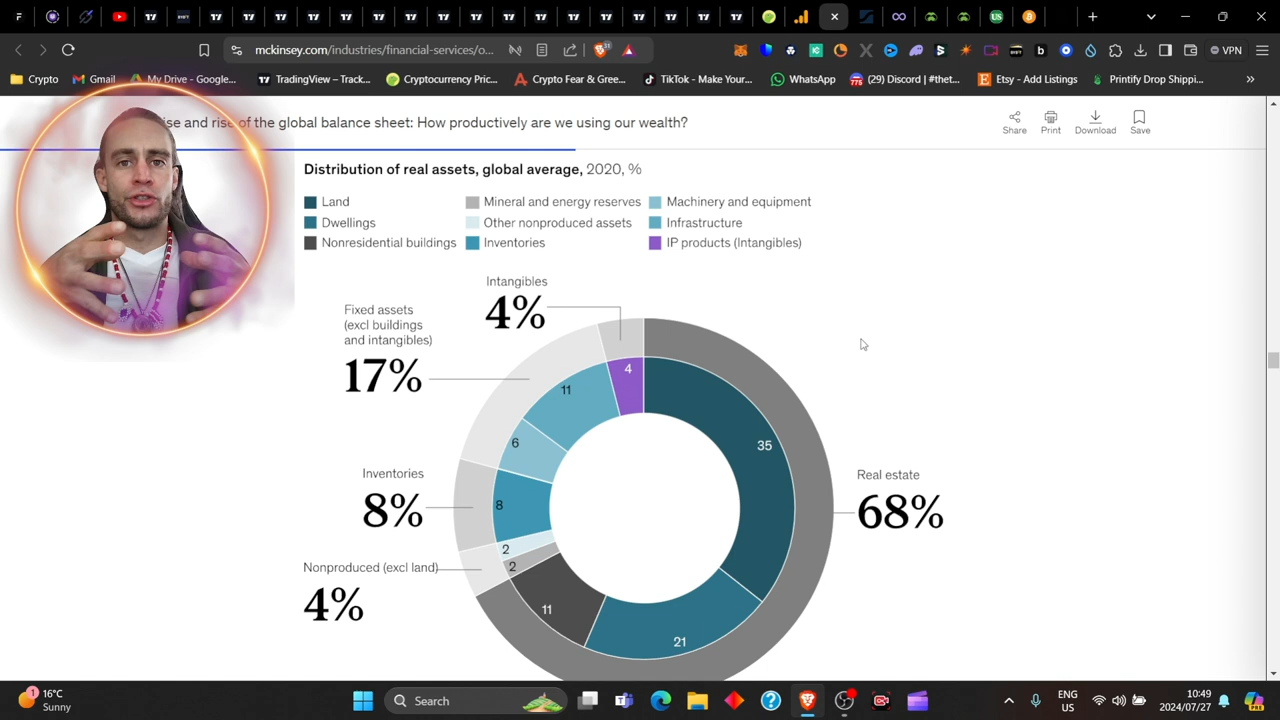 mckinsey.com/industries/financial-services/o...
31
VPN
Crypto
Gmail
My Drive - Google...
TradingView – Track...
Cryptocurrency Pric...
Crypto Fear & Gree...
TikTok - Make Your...
WhatsApp
(29) Discord | #thet...
Etsy - Add Listings
Printify Drop Shippi...
ise and rise of the global balance sheet: How productively are we using our wealth?
Share
Print
Download
Save
Distribution of real assets, global average, 2020, %
Land
Mineral and energy reserves
Machinery and equipment
Dwellings
Other nonproduced assets
Infrastructure
Nonresidential buildings
Inventories
IP products (Intangibles)
Intangibles
4%
Fixed assets
(excl buildings
and intangibles)
17%
Inventories
8%
Nonproduced (excl land)
4%
Real estate
68%
4
11
6
8
2
2
11
21
35
1
16°C
Sunny
Search
ENG
US
10:49
2024/07/27